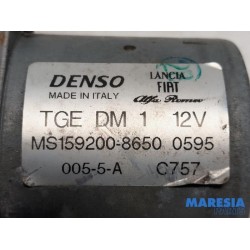 DENSO
MADE IN ITALY
LANCIA
FIAT
Alfa Romeo
TGE DM 1 12V
MS159200-8650 0595
005-5-A C757
MARESIA